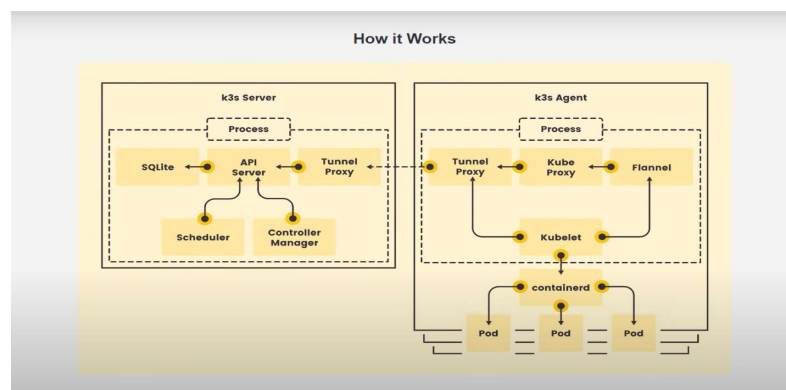 How it Works
k3s Server
Process
SQLite
API
Server
Tunnel
Proxy
Scheduler
Controller
Manager
k3s Agent
Process
Tunnel
Proxy
Kube
Proxy
Flannel
Kubelet
containerd
Pod
Pod
Pod